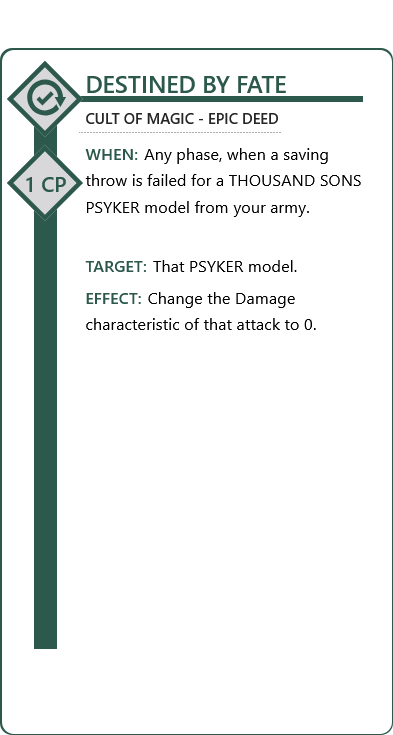 DESTINED BY FATE
CULT OF MAGIC - EPIC DEED
1 CP
WHEN: Any phase, when a saving
throw is failed for a THOUSAND SONS
PSYKER model from your army.
TARGET: That PSYKER model.
EFFECT: Change the Damage
characteristic of that attack to 0.